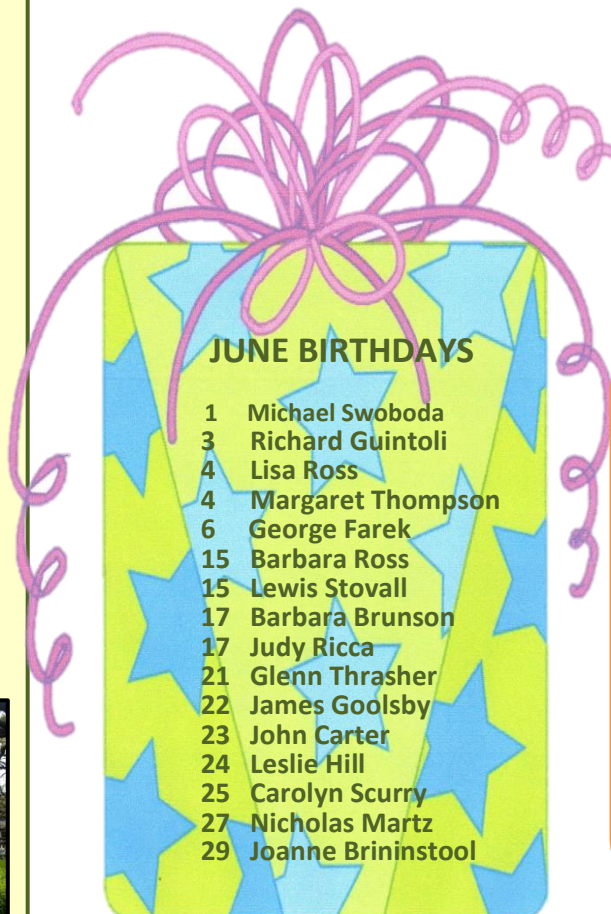 JUNE BIRTHDAYS
1 Michael Swoboda
3 Richard Guintoli
4 Lisa Ross
4 Margaret Thompson
6 George Farek
15 Barbara Ross
15 Lewis Stovall
17 Barbara Brunson
17 Judy Ricca
21 Glenn Thrasher
22 James Goolsby
23 John Carter
24 Leslie Hill
25 Carolyn Scurry
27 Nicholas Martz
29 Joanne Brininstool